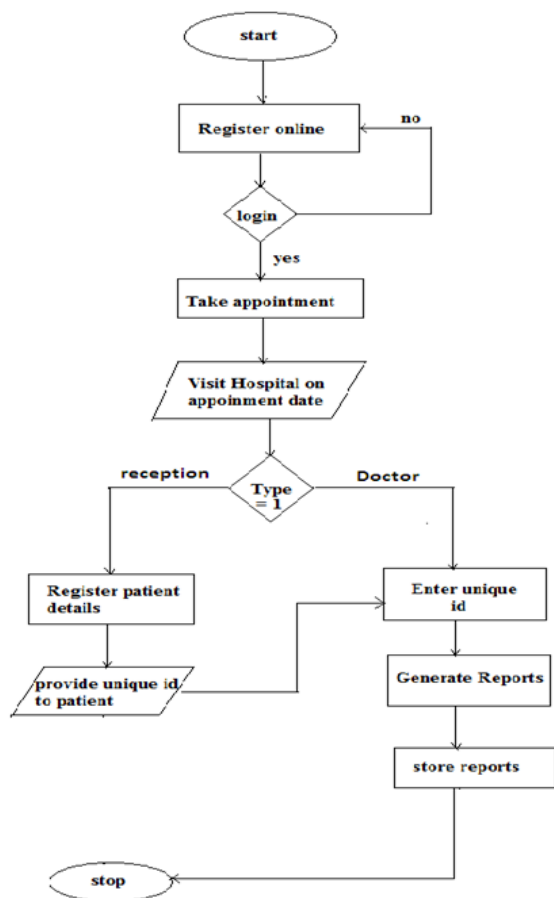 start
Register online
no
login
yes
Take appointment
Visit Hospital on
appoinment date
reception
Doctor
Type
= 1
Register patient
details
Enter unique
id
provide unique id
to patient
Generate Reports
store reports
stop